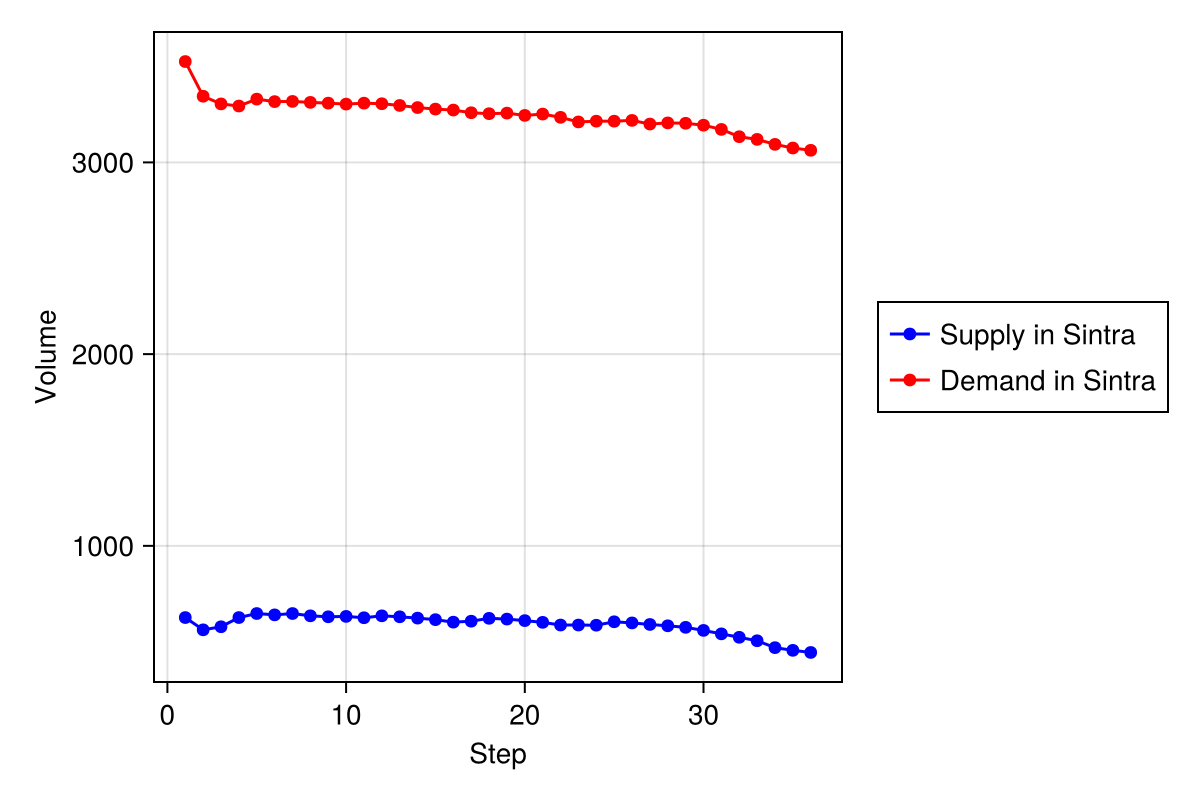 3000
2000
1000
Volume
0 10 20 30
Step
Supply in Sintra
Demand in Sintra